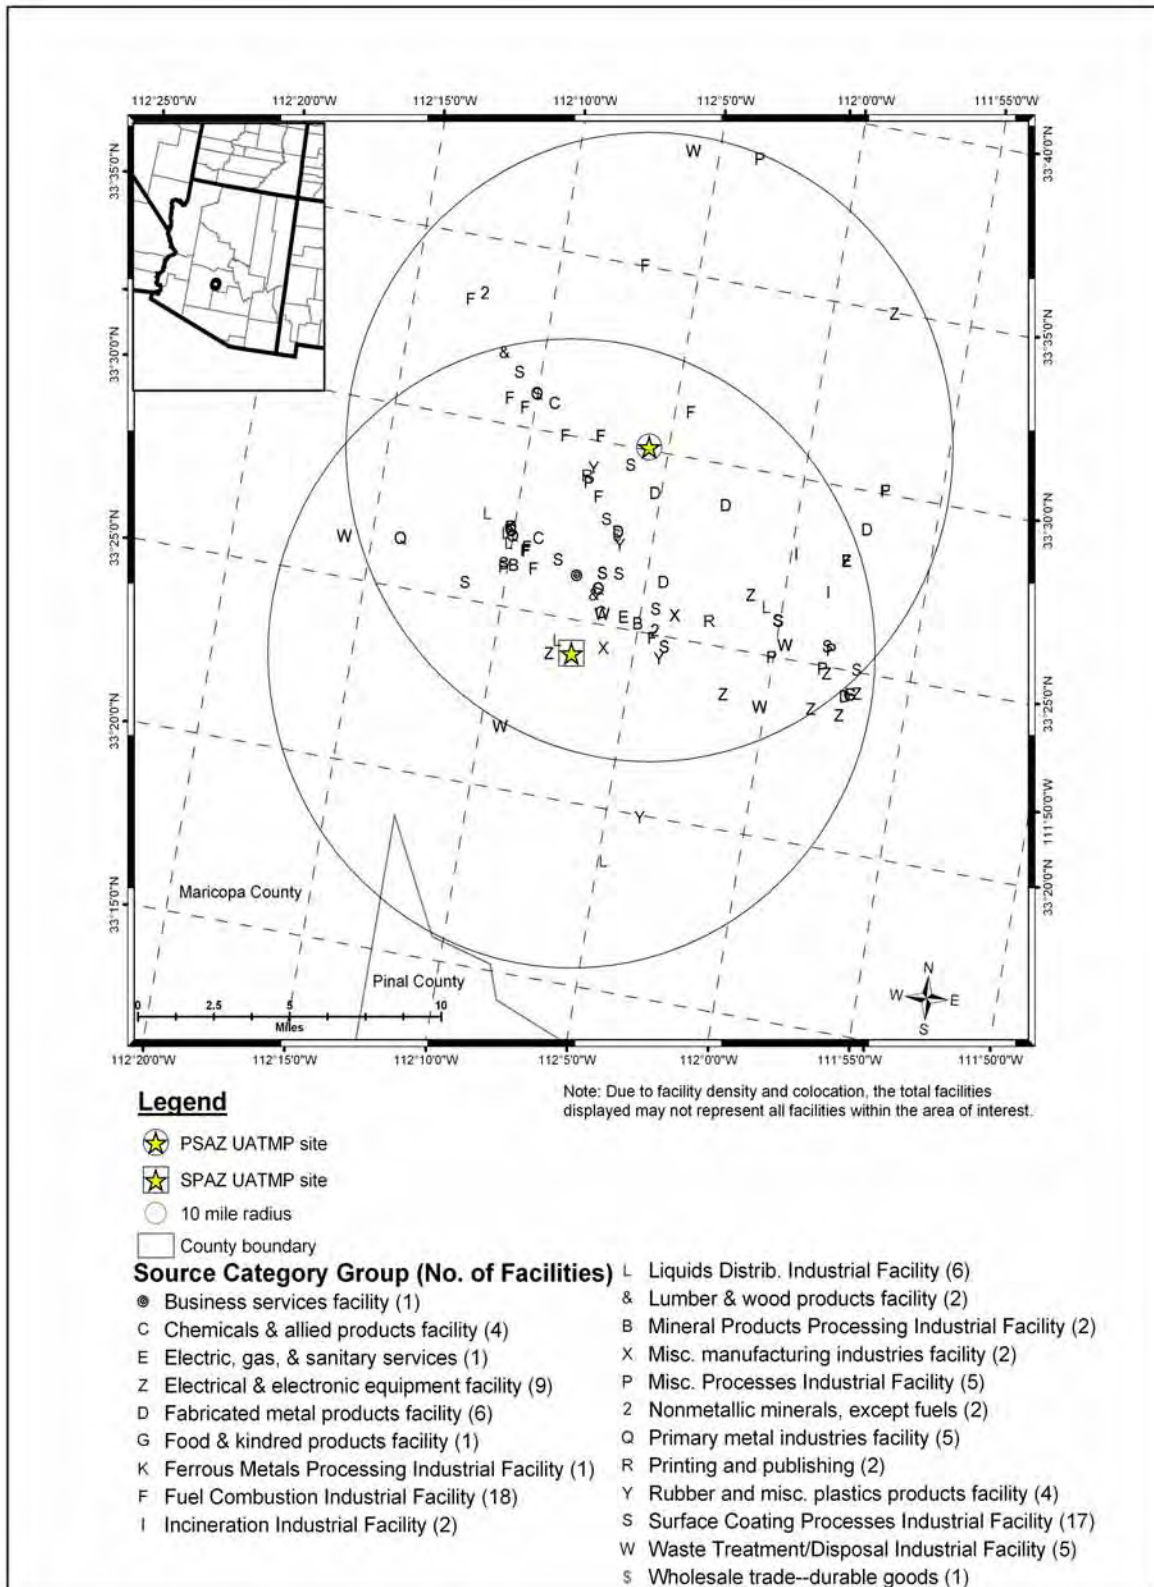 112°25'0"W 112°20'0"W 112°15'0"W 112°10'0"W 112°5'0"W 112°0'0"W 111°55'0"W
33°35'0"N
33°30'0"N
33°25'0"N
33°20'0"N
33°15'0"N
33°40'0"N
33°35'0"N
33°30'0"N
33°25'0"N
111°50'0"W
33°20'0"N
W P
F
Z
F 2
&
S
F F S C
F
F F
Y S
P
F D D
F
L S D
D
W Q C Y
S F S S
S D
E
I
Z L
& S
W E B X R S
2
F S W
L X Y P S P
Z P Z S
Z W D S Z
Z Z
W
Y
L
Maricopa County
Pinal County
0 2.5 5 10
Miles
N
W E
S
112°20'0"W 112°15'0"W 112°10'0"W 112°5'0"W 112°0'0"W 111°55'0"W 111°50'0"W
Note: Due to facility density and colocation, the total facilities
displayed may not represent all facilities within the area of interest.
Legend
PSAZ UATMP site
SPAZ UATMP site
10 mile radius
County boundary
Source Category Group (No. of Facilities)
Business services facility (1)
C Chemicals & allied products facility (4)
E Electric, gas, & sanitary services (1)
Z Electrical & electronic equipment facility (9)
D Fabricated metal products facility (6)
G Food & kindred products facility (1)
K Ferrous Metals Processing Industrial Facility (1)
F Fuel Combustion Industrial Facility (18)
I Incineration Industrial Facility (2)
L Liquids Distrib. Industrial Facility (6)
& Lumber & wood products facility (2)
B Mineral Products Processing Industrial Facility (2)
X Misc. manufacturing industries facility (2)
P Misc. Processes Industrial Facility (5)
2 Nonmetallic minerals, except fuels (2)
Q Primary metal industries facility (5)
R Printing and publishing (2)
Y Rubber and misc. plastics products facility (4)
S Surface Coating Processes Industrial Facility (17)
W Waste Treatment/Disposal Industrial Facility (5)
$ Wholesale trade--durable goods (1)